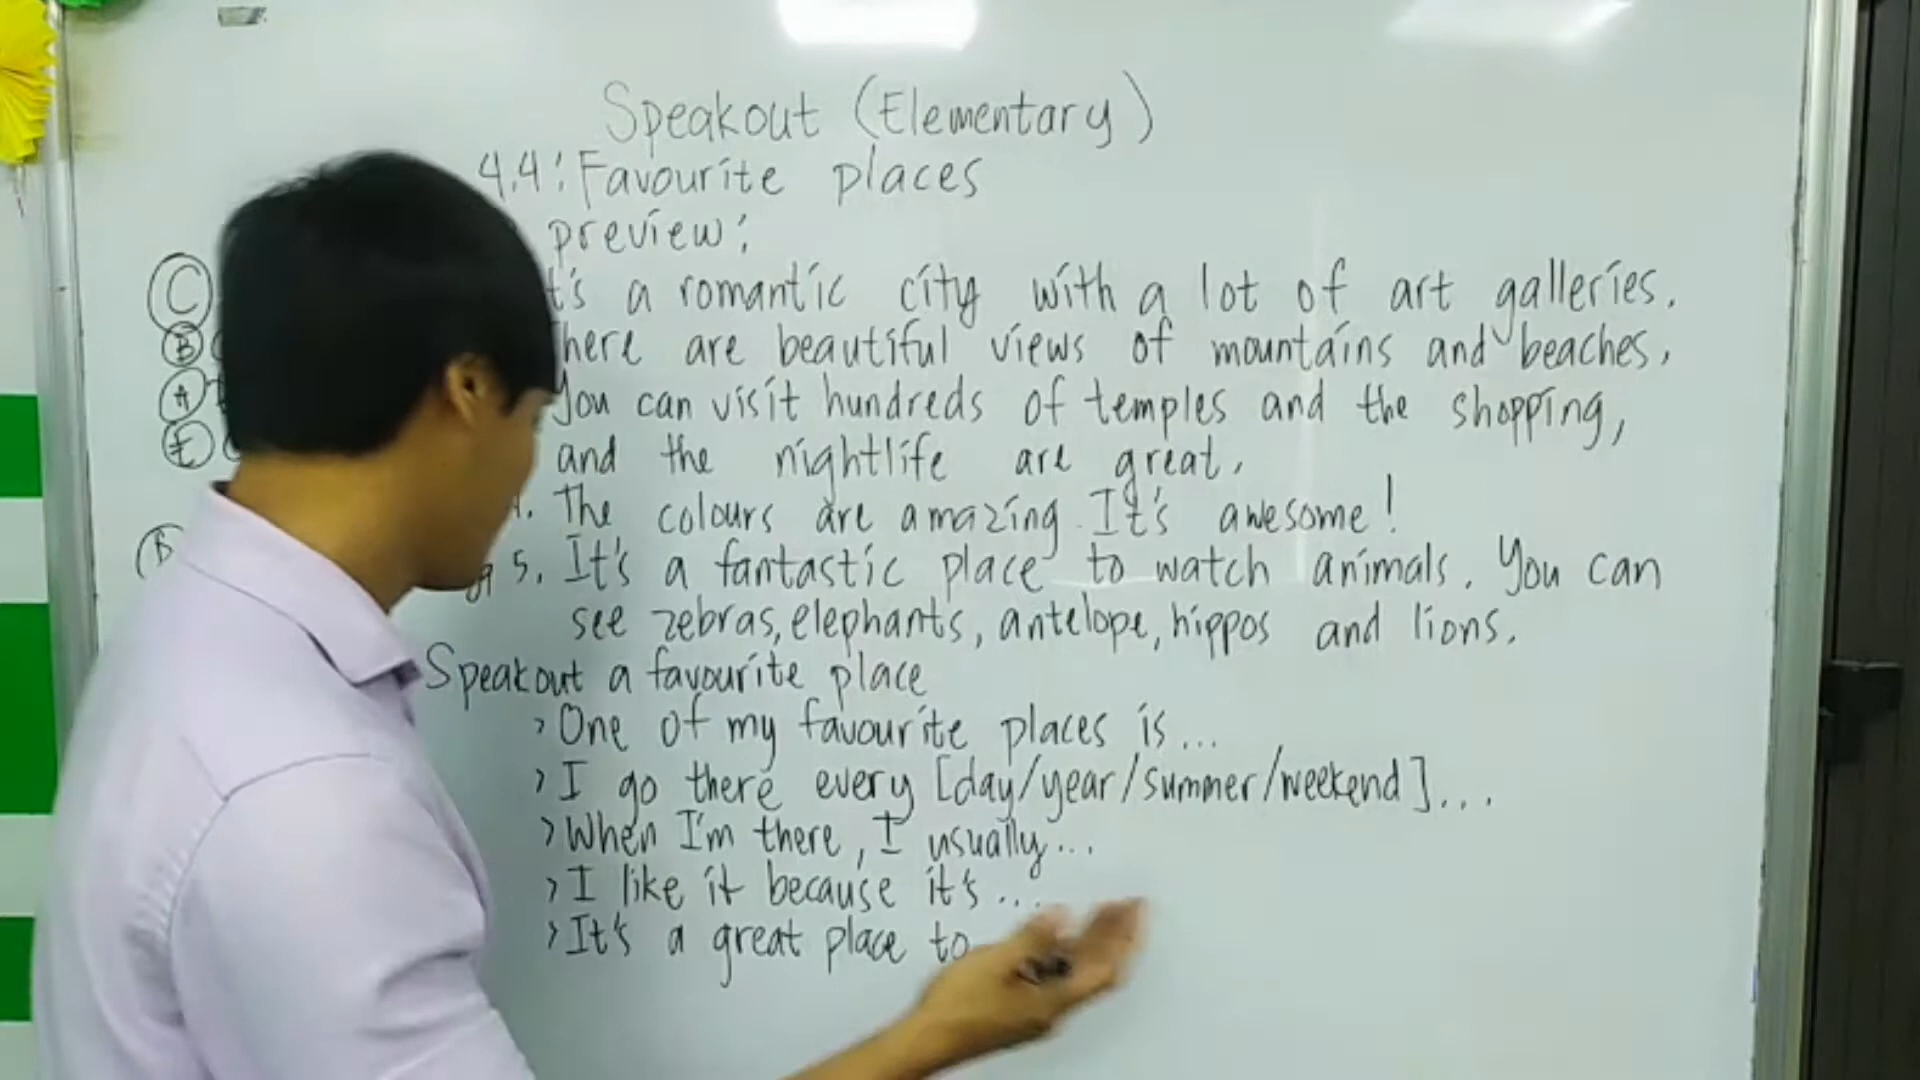 Speakout (Elementary)
4.4: Favourite places
preview:
C t's a romantic city with a lot of art galleries.
B here are beautiful views of mountains and beaches.
A You can visit hundreds of temples and the shopping,
E and the nightlife are great.
The colours are amazing. It's awesome!
B 5. It's a fantastic place to watch animals. You can
see zebras, elephants, antelope, hippos and lions.
Speakout a favourite place
> One of my favourite places is...
> I go there every [day/year/summer/weekend]...
> When I'm there, I usually...
> I like it because it's...
> It's a great place to